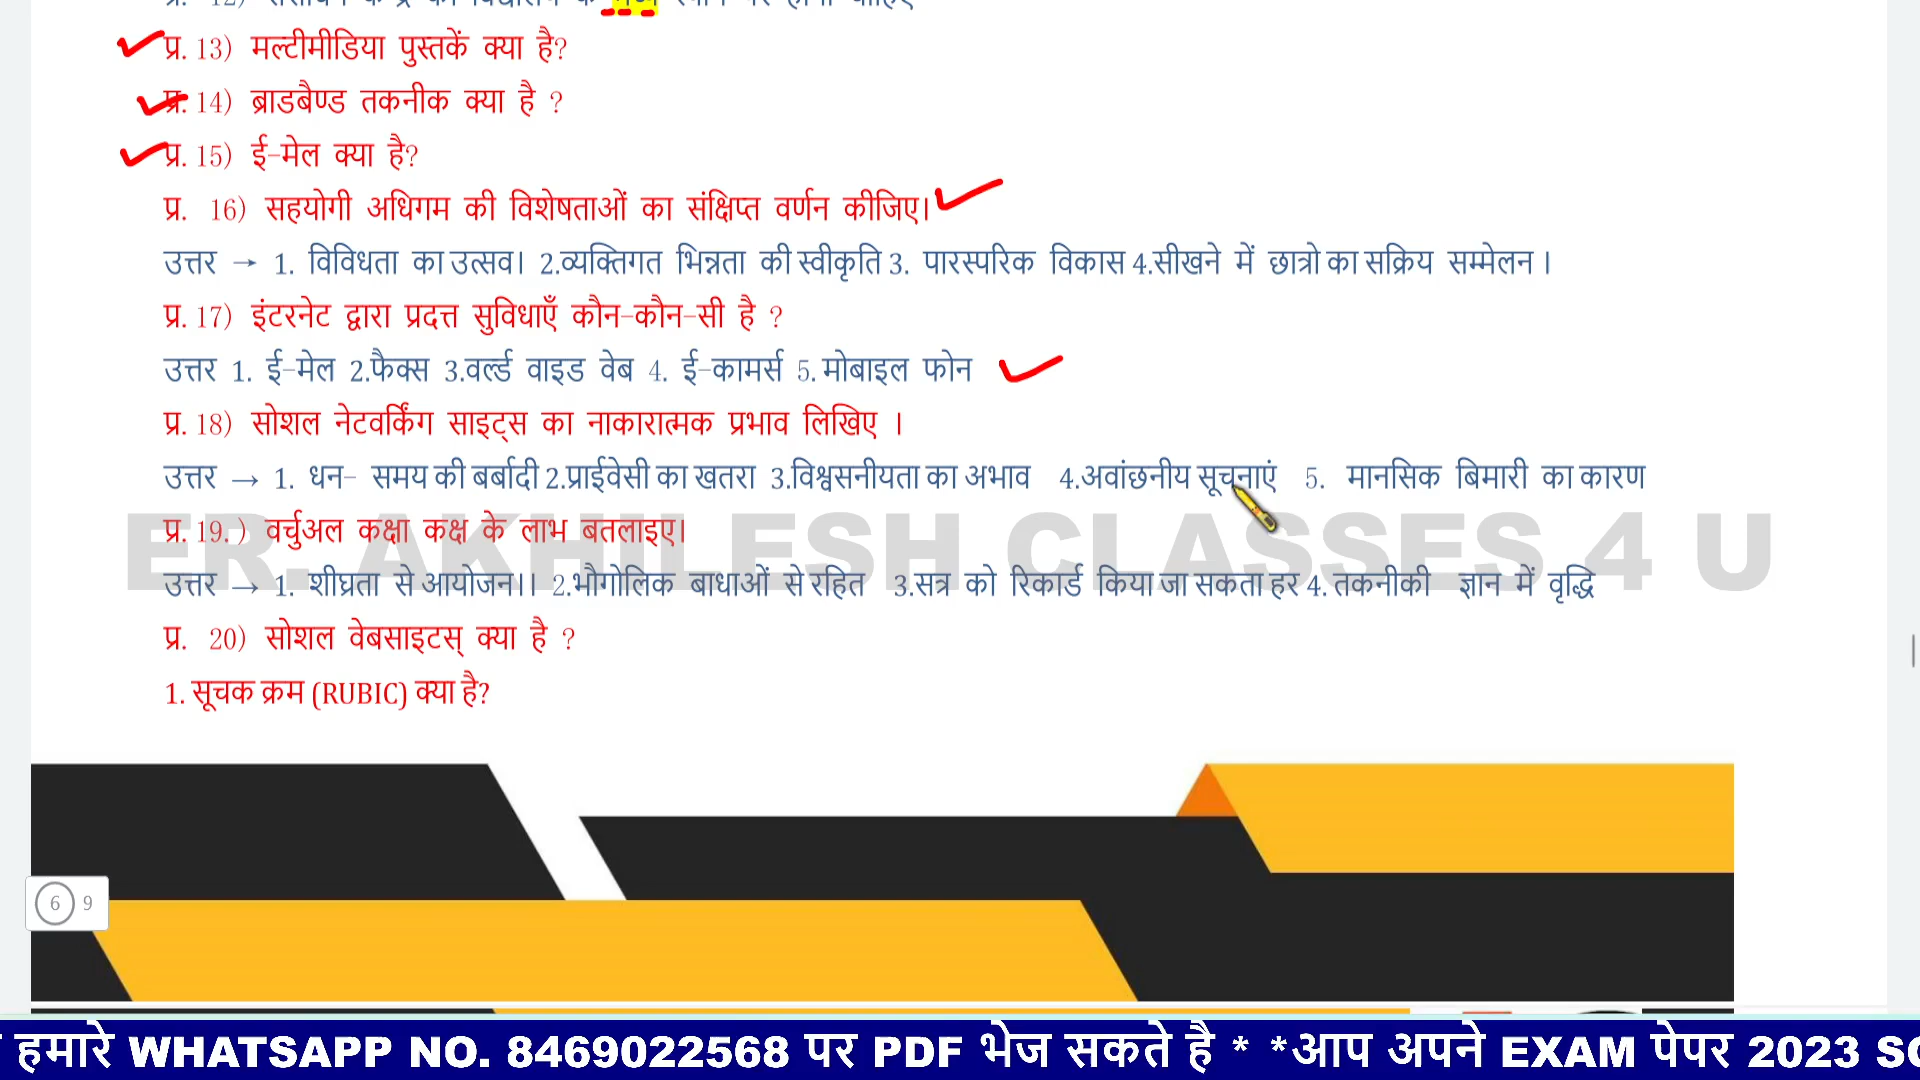 प्र. 12) संसाधन केन्द्र को विद्यालय के मध्य स्थान पर होना चाहिए
प्र. 13) मल्टीमीडिया पुस्तकें क्या है?
प्र. 14) ब्राडबैण्ड तकनीक क्या है ?
प्र. 15) ई-मेल क्या है?
प्र. 16) सहयोगी अधिगम की विशेषताओं का संक्षिप्त वर्णन कीजिए।
उत्तर → 1. विविधता का उत्सव। 2.व्यक्तिगत भिन्नता की स्वीकृति 3. पारस्परिक विकास 4.सीखने में छात्रो का सक्रिय सम्मेलन ।
प्र. 17) इंटरनेट द्वारा प्रदत्त सुविधाएँ कौन-कौन-सी है ?
उत्तर 1. ई-मेल 2.फैक्स 3.वर्ल्ड वाइड वेब 4. ई-कामर्स 5. मोबाइल फोन
प्र. 18) सोशल नेटवर्किंग साइट्स का नाकारात्मक प्रभाव लिखिए ।
उत्तर → 1. धन- समय की बर्बादी 2.प्राईवेसी का खतरा 3.विश्वसनीयता का अभाव 4.अवांछनीय सूचनाएं 5. मानसिक बिमारी का कारण
ER. AKHILESH CLASSES 4 U
प्र. 19. ) वर्चुअल कक्षा कक्ष के लाभ बतलाइए।
उत्तर → 1. शीघ्रता से आयोजन।। 2.भौगोलिक बाधाओं से रहित 3.सत्र को रिकार्ड किया जा सकता हर 4. तकनीकी ज्ञान में वृद्धि
प्र. 20) सोशल वेबसाइटस् क्या है ?
1. सूचक क्रम (RUBIC) क्या है?
6 9
हमारे WHATSAPP NO. 8469022568 पर PDF भेज सकते है * *आप अपने EXAM पेपर 2023